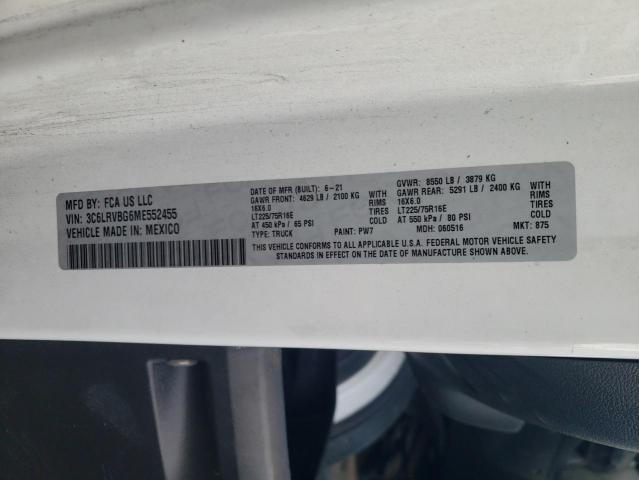 MFD BY: FCA US LLC
VIN: 3C6LRVBG6ME552455
VEHICLE MADE IN: MEXICO
DATE OF MFR (BUILT): 6-21
GAWR FRONT: 4629 LB / 2100 KG WITH
16X6.0 RIMS
LT225/75R16E TIRES
AT 450 kPa / 65 PSI COLD
TYPE: TRUCK PAINT: PW7
GVWR: 8550 LB / 3879 KG
GAWR REAR: 5291 LB / 2400 KG WITH
16X6.0 RIMS
LT225/75R16E TIRES
AT 550 kPa / 80 PSI COLD
MDH: 060516 MKT: 875
THIS VEHICLE CONFORMS TO ALL APPLICABLE U.S.A. FEDERAL MOTOR VEHICLE SAFETY
STANDARDS IN EFFECT ON THE DATE OF MANUFACTURE SHOWN ABOVE.